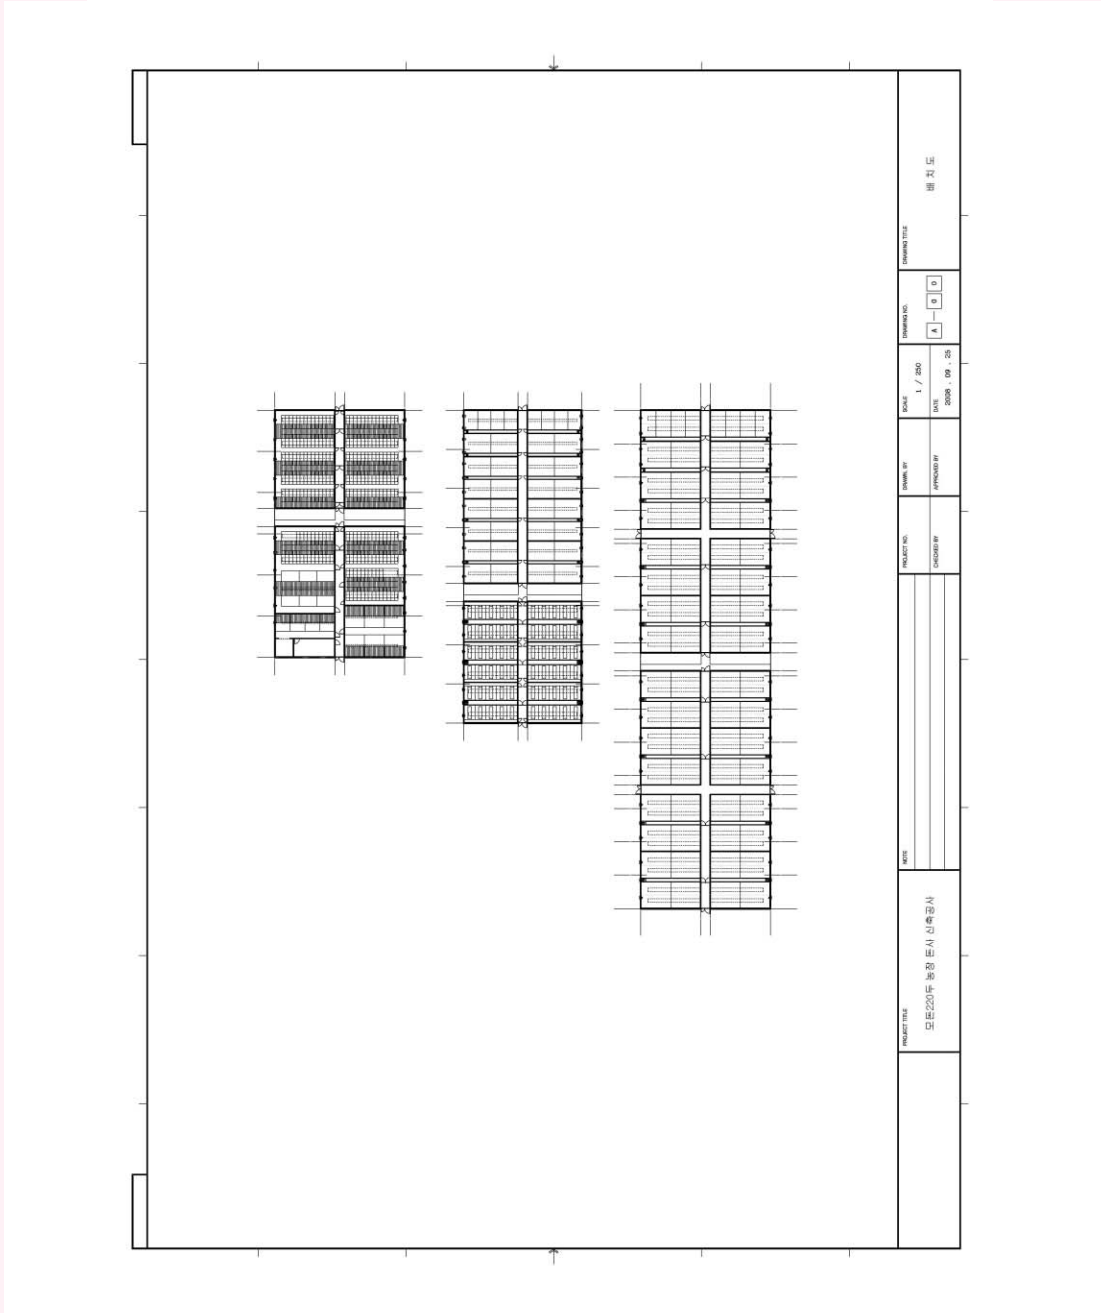 DRAWING TITLE
배 치 도
DRAWING NO.
A — 0 0
SCALE
1 / 250
DATE
2008 . 09 . 25
DRAWN. BY
APPROVED BY
PROJECT NO.
CHECKED BY
NOTE
PROJECT TITLE
모돈220두 농장 돈사 신축공사